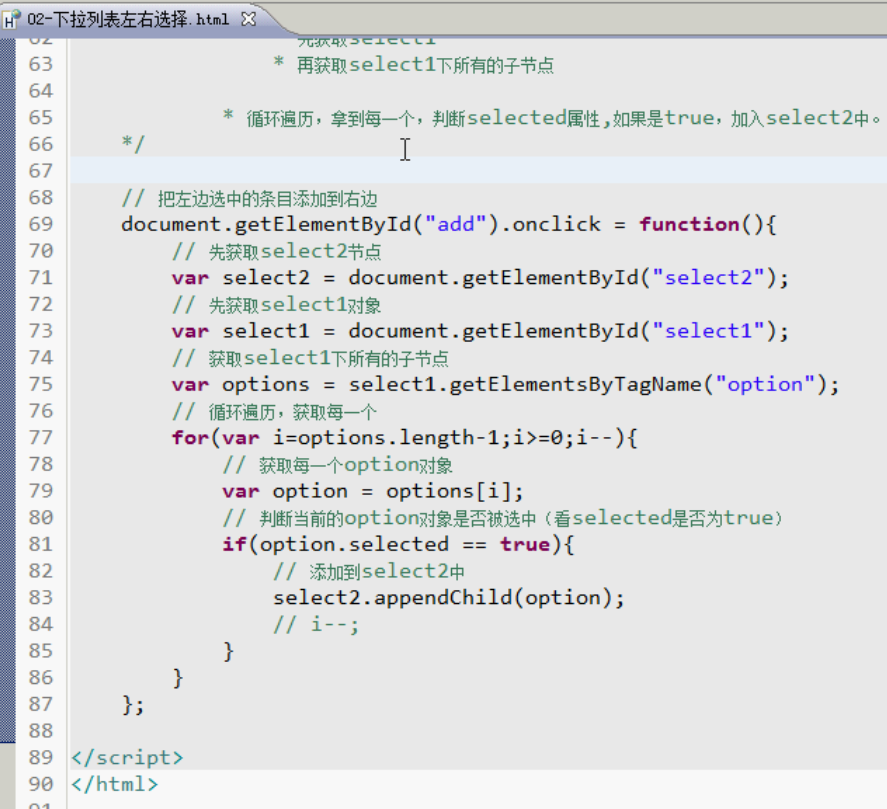 02-下拉列表左右选择.html
62 先获取select1
63 * 再获取select1下所有的子节点
64
65 * 循环遍历，拿到每一个，判断selected属性,如果是true，加入select2中。
66 */
67
68 // 把左边选中的条目添加到右边
69 document.getElementById("add").onclick = function(){
70 // 先获取select2节点
71 var select2 = document.getElementById("select2");
72 // 先获取select1对象
73 var select1 = document.getElementById("select1");
74 // 获取select1下所有的子节点
75 var options = select1.getElementsByTagName("option");
76 // 循环遍历，获取每一个
77 for(var i=options.length-1;i>=0;i--){
78 // 获取每一个option对象
79 var option = options[i];
80 // 判断当前的option对象是否被选中（看selected是否为true）
81 if(option.selected == true){
82 // 添加到select2中
83 select2.appendChild(option);
84 // i--;
85 }
86 }
87 };
88
89 </script>
90 </html>
91